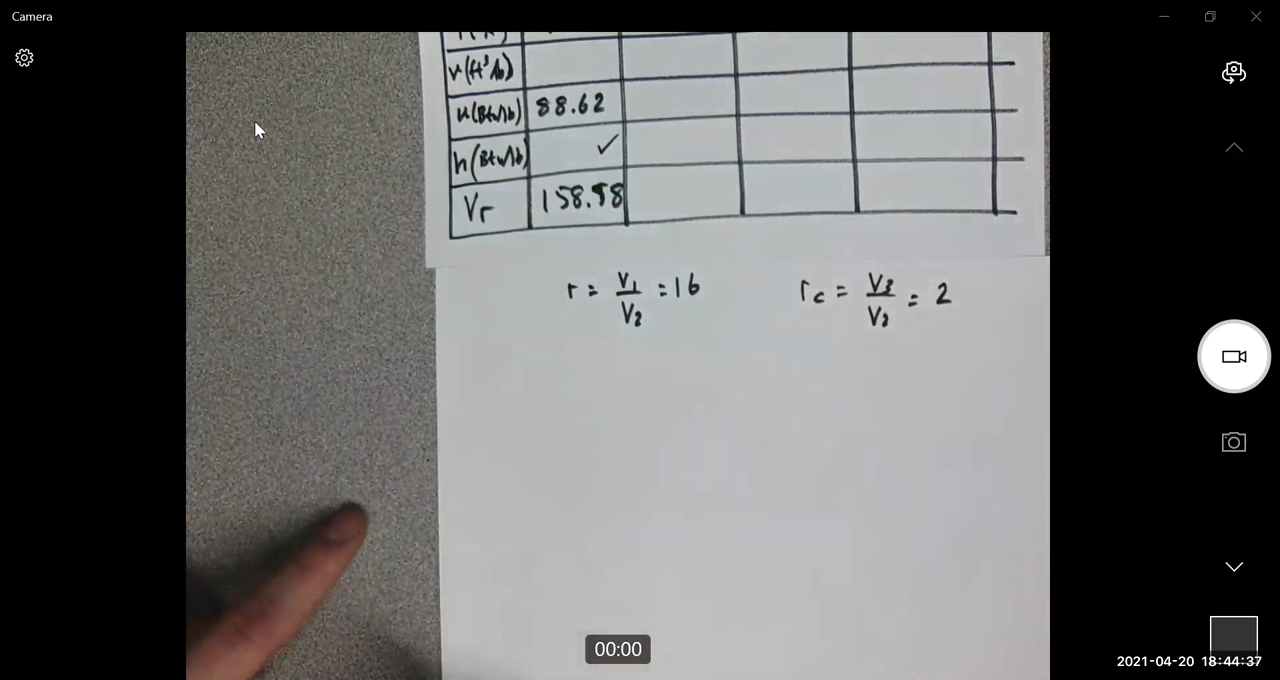 Camera
v(ft³/lb)
u(Btu/lb) 88.62
h(Btu/lb) ✓
Vr 158.58
r = V1/V2 = 16 rc = V3/V2 = 2
00:00
2021-04-20 18:44:37